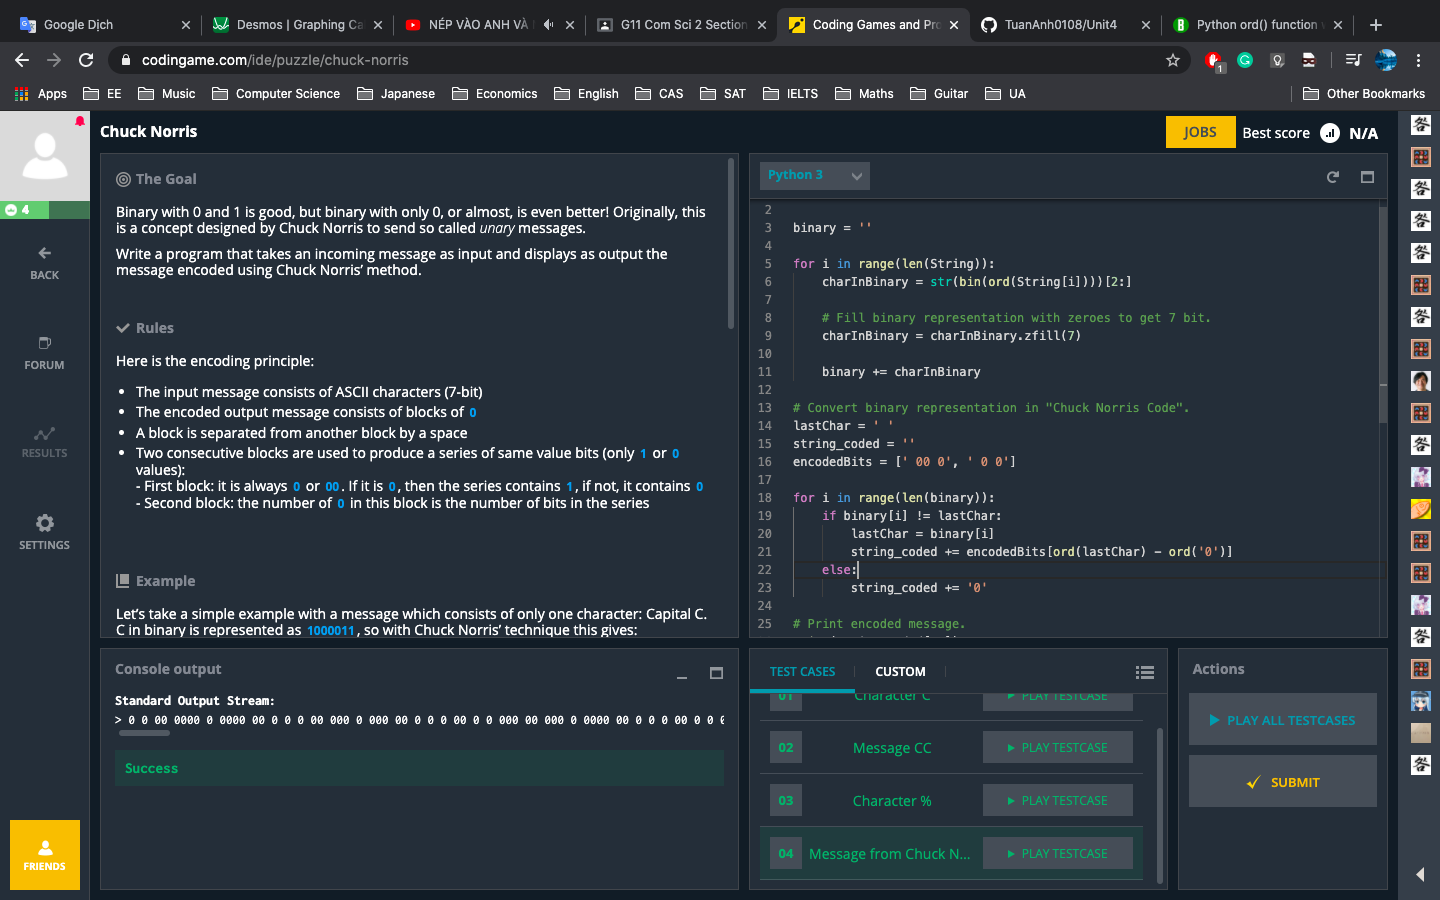 Google Dịch
Desmos | Graphing Ca
NÉP VÀO ANH VÀ
G11 Com Sci 2 Section
Coding Games and Pro
TuanAnh0108/Unit4
Python ord() function
codingame.com/ide/puzzle/chuck-norris
1
Apps
EE
Music
Computer Science
Japanese
Economics
English
CAS
SAT
IELTS
Maths
Guitar
UA
Other Bookmarks
4
BACK
FORUM
RESULTS
SETTINGS
FRIENDS
Chuck Norris
JOBS
Best score
N/A
The Goal
Binary with 0 and 1 is good, but binary with only 0, or almost, is even better! Originally, this
is a concept designed by Chuck Norris to send so called unary messages.
Write a program that takes an incoming message as input and displays as output the
message encoded using Chuck Norris’ method.
Rules
Here is the encoding principle:
• The input message consists of ASCII characters (7-bit)
• The encoded output message consists of blocks of 0
• A block is separated from another block by a space
• Two consecutive blocks are used to produce a series of same value bits (only 1 or 0
values):
- First block: it is always 0 or 00. If it is 0, then the series contains 1, if not, it contains 0
- Second block: the number of 0 in this block is the number of bits in the series
Example
Let’s take a simple example with a message which consists of only one character: Capital C.
C in binary is represented as 1000011, so with Chuck Norris’ technique this gives:
Python 3
2
3 binary = ''
4
5 for i in range(len(String)):
6 charInBinary = str(bin(ord(String[i])))[2:]
7
8 # Fill binary representation with zeroes to get 7 bit.
9 charInBinary = charInBinary.zfill(7)
10
11 binary += charInBinary
12
13 # Convert binary representation in "Chuck Norris Code".
14 lastChar = ' '
15 string_coded = ''
16 encodedBits = [' 00 0', ' 0 0']
17
18 for i in range(len(binary)):
19 if binary[i] != lastChar:
20 lastChar = binary[i]
21 string_coded += encodedBits[ord(lastChar) - ord('0')]
22 else:
23 string_coded += '0'
24
25 # Print encoded message.
Console output
Standard Output Stream:
> 0 0 00 0000 0 0000 00 0 0 0 00 000 0 000 00 0 0 0 00 0 0 000 00 000 0 0000 00 0 0 0 00 0 0
Success
TEST CASES
CUSTOM
01 Character C PLAY TESTCASE
02 Message CC PLAY TESTCASE
03 Character % PLAY TESTCASE
04 Message from Chuck N... PLAY TESTCASE
Actions
PLAY ALL TESTCASES
SUBMIT